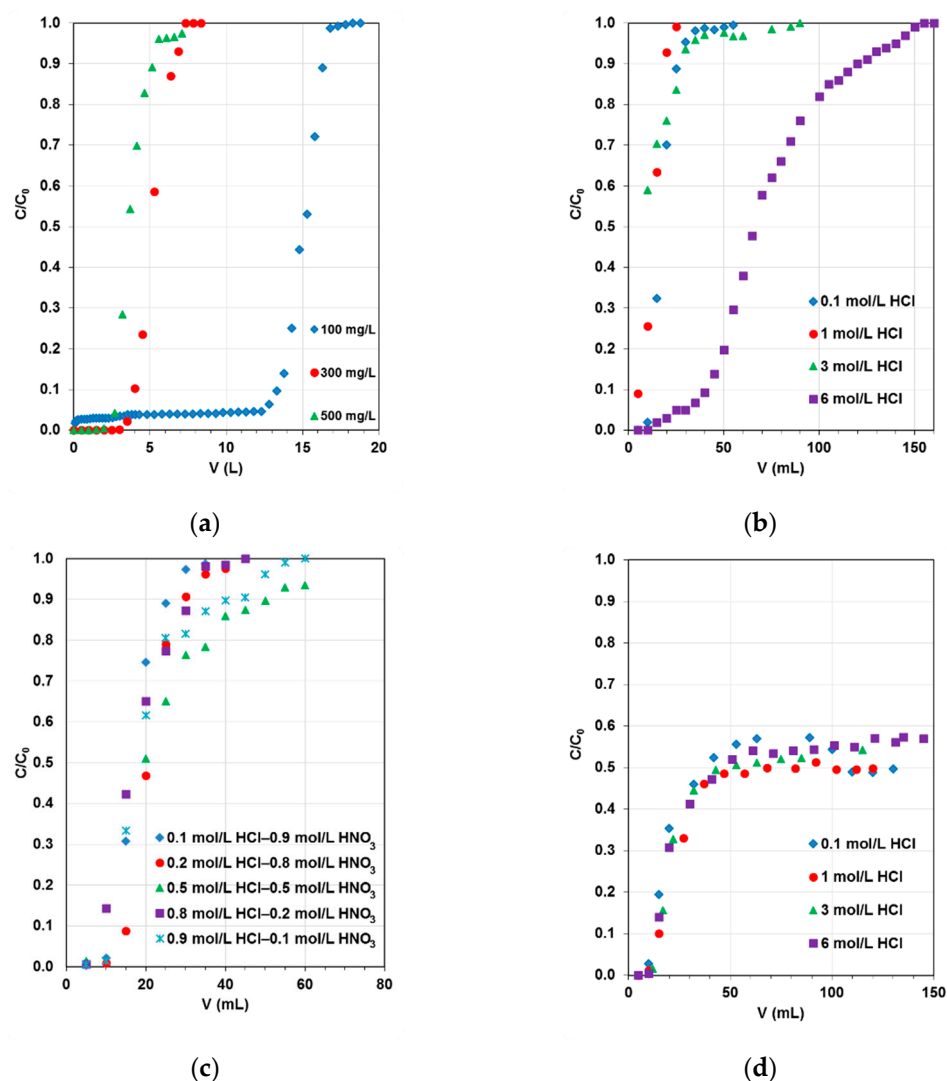 1.0
0.9
0.8
0.7
0.6
0.5
0.4
0.3
0.2
0.1
0.0
C/C0
0 5 10 15 20
V (L)
100 mg/L
300 mg/L
500 mg/L
(a)
1.0
0.9
0.8
0.7
0.6
0.5
0.4
0.3
0.2
0.1
0.0
C/C0
0 50 100 150
V (mL)
0.1 mol/L HCl
1 mol/L HCl
3 mol/L HCl
6 mol/L HCl
(b)
1.0
0.9
0.8
0.7
0.6
0.5
0.4
0.3
0.2
0.1
0.0
C/C0
0 20 40 60 80
V (mL)
0.1 mol/L HCl–0.9 mol/L HNO3
0.2 mol/L HCl–0.8 mol/L HNO3
0.5 mol/L HCl–0.5 mol/L HNO3
0.8 mol/L HCl–0.2 mol/L HNO3
0.9 mol/L HCl–0.1 mol/L HNO3
(c)
1.0
0.9
0.8
0.7
0.6
0.5
0.4
0.3
0.2
0.1
0.0
C/C0
0 50 100 150
V (mL)
0.1 mol/L HCl
1 mol/L HCl
3 mol/L HCl
6 mol/L HCl
(d)